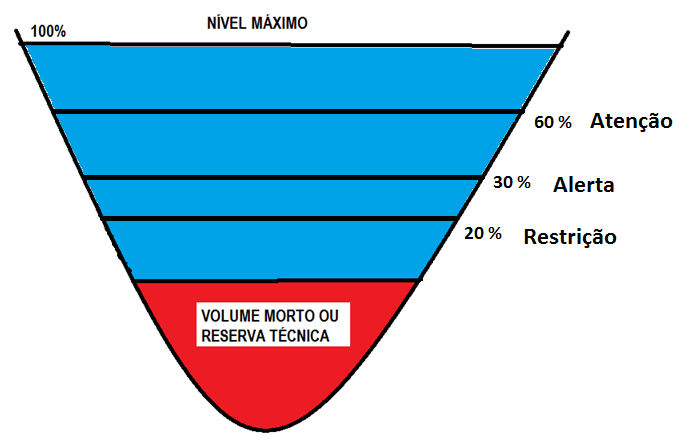 NÍVEL MÁXIMO
100%
60 % Atenção
30 % Alerta
20 % Restrição
VOLUME MORTO OU
RESERVA TÉCNICA